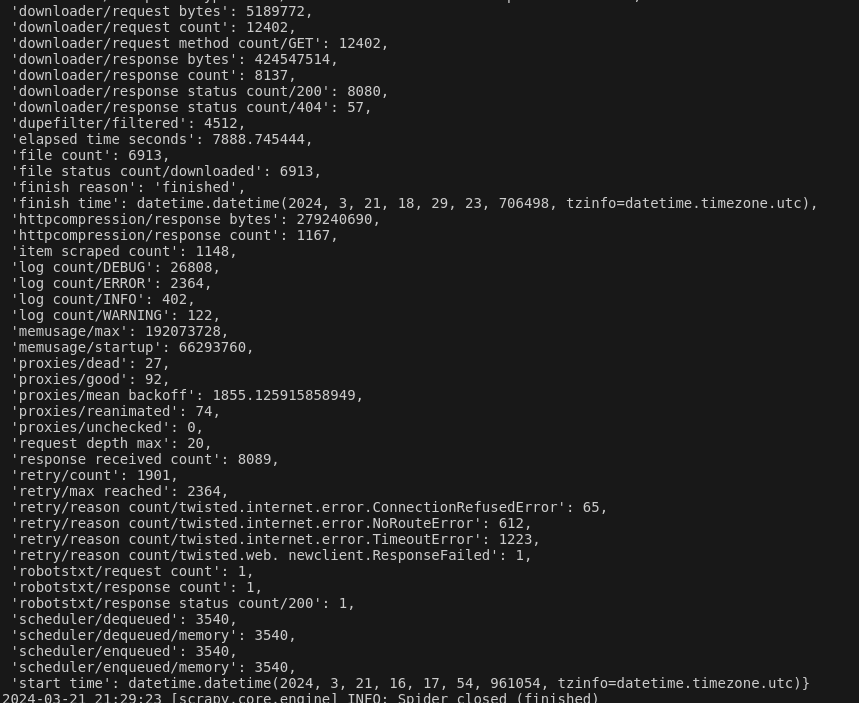 'downloader/request bytes': 5189772,
'downloader/request count': 12402,
'downloader/request method count/GET': 12402,
'downloader/response bytes': 424547514,
'downloader/response count': 8137,
'downloader/response status count/200': 8080,
'downloader/response status count/404': 57,
'dupefilter/filtered': 4512,
'elapsed time seconds': 7888.745444,
'file count': 6913,
'file status count/downloaded': 6913,
'finish reason': 'finished',
'finish time': datetime.datetime(2024, 3, 21, 18, 29, 23, 706498, tzinfo=datetime.timezone.utc),
'httpcompression/response bytes': 279240690,
'httpcompression/response count': 1167,
'item scraped count': 1148,
'log count/DEBUG': 26808,
'log count/ERROR': 2364,
'log count/INFO': 402,
'log count/WARNING': 122,
'memusage/max': 192073728,
'memusage/startup': 66293760,
'proxies/dead': 27,
'proxies/good': 92,
'proxies/mean backoff': 1855.125915858949,
'proxies/reanimated': 74,
'proxies/unchecked': 0,
'request depth max': 20,
'response received count': 8089,
'retry/count': 1901,
'retry/max reached': 2364,
'retry/reason count/twisted.internet.error.ConnectionRefusedError': 65,
'retry/reason count/twisted.internet.error.NoRouteError': 612,
'retry/reason count/twisted.internet.error.TimeoutError': 1223,
'retry/reason count/twisted.web. newclient.ResponseFailed': 1,
'robotstxt/request count': 1,
'robotstxt/response count': 1,
'robotstxt/response status count/200': 1,
'scheduler/dequeued': 3540,
'scheduler/dequeued/memory': 3540,
'scheduler/enqueued': 3540,
'scheduler/enqueued/memory': 3540,
'start time': datetime.datetime(2024, 3, 21, 16, 17, 54, 961054, tzinfo=datetime.timezone.utc)}
2024-03-21 21:29:23 [scrapy.core.engine] INFO: Spider closed (finished)